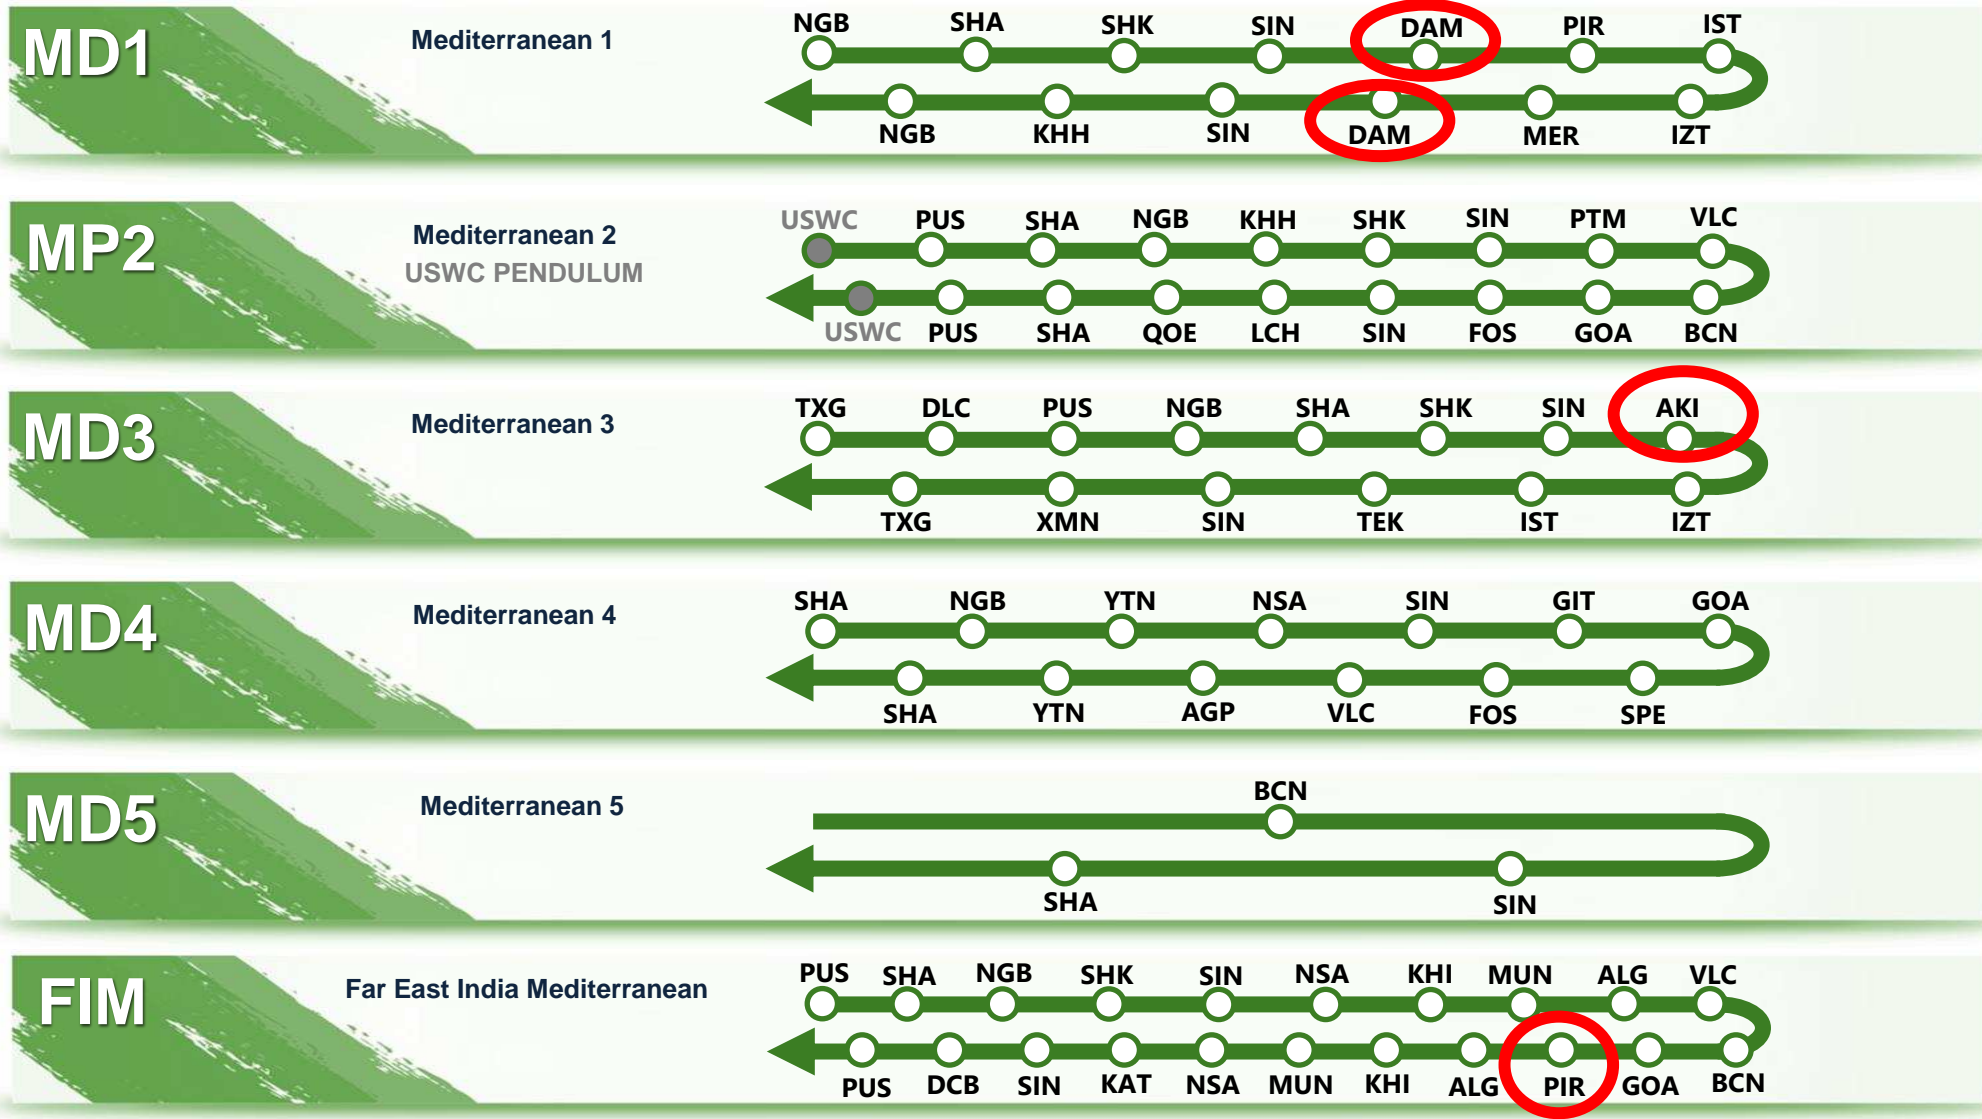 MD1
Mediterranean 1
NGB SHA SHK SIN DAM PIR IST
NGB KHH SIN DAM MER IZT
MP2
Mediterranean 2
USWC PENDULUM
USWC PUS SHA NGB KHH SHK SIN PTM VLC
USWC PUS SHA QOE LCH SIN FOS GOA BCN
MD3
Mediterranean 3
TXG DLC PUS NGB SHA SHK SIN AKI
TXG XMN SIN TEK IST IZT
MD4
Mediterranean 4
SHA NGB YTN NSA SIN GIT GOA
SHA YTN AGP VLC FOS SPE
MD5
Mediterranean 5
BCN
SHA SIN
FIM
Far East India Mediterranean
PUS SHA NGB SHK SIN NSA KHI MUN ALG VLC
PUS DCB SIN KAT NSA MUN KHI ALG PIR GOA BCN